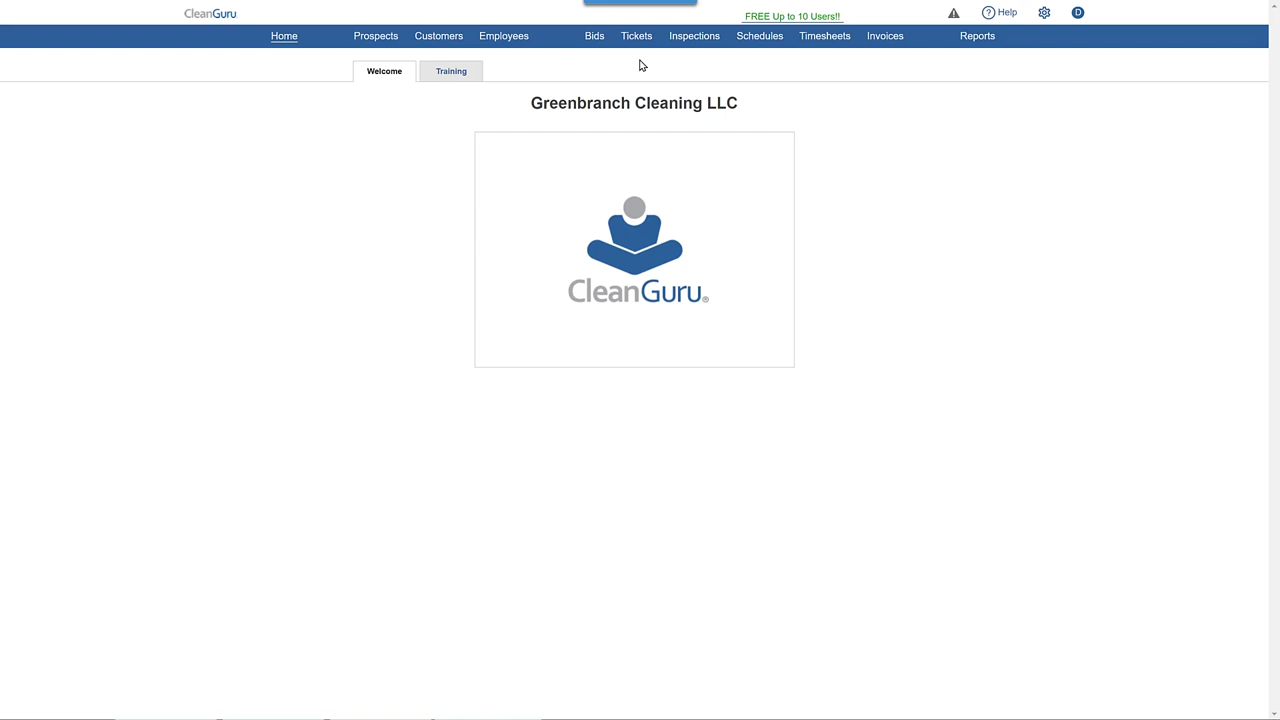 CleanGuru
FREE Up to 10 Users!!
? Help
D
Home Prospects Customers Employees Bids Tickets Inspections Schedules Timesheets Invoices Reports
Welcome Training
Greenbranch Cleaning LLC
CleanGuru®